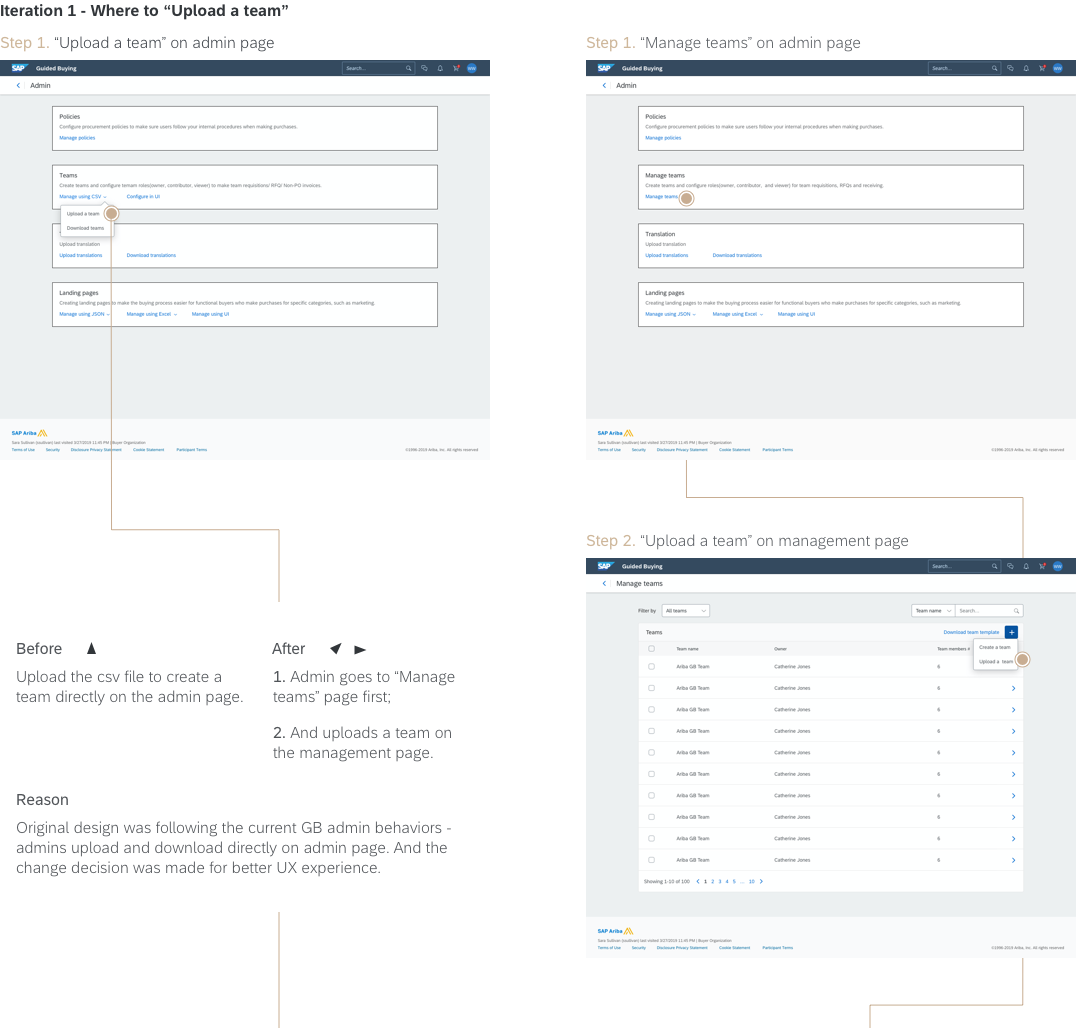 Iteration 1 - Where to “Upload a team”
Step 1. “Upload a team” on admin page
SAP Guided Buying Search... WW
Admin
Policies
Configure procurement policies to make sure users follow your internal procedures when making purchases.
Manage policies
Teams
Create teams and configure temam roles(owner, contributor, viewer) to make team requisitions/ RFQ/ Non-PO invoices.
Manage using CSV Configure in UI
Upload a team
Download teams
Upload translation
Upload translations Download translations
Landing pages
Creating landing pages to make the buying process easier for functional buyers who make purchases for specific categories, such as marketing.
Manage using JSON Manage using Excel Manage using UI
SAP Ariba
Sara Sullivan (ssullivan) last visited 3/27/2019 11:45 PM | Buyer Organization
Terms of Use Security Disclosure Privacy Statement Cookie Statement Participant Terms ©1996-2019 Ariba, Inc. All rights reserved
Step 1. “Manage teams” on admin page
SAP Guided Buying Search... WW
Admin
Policies
Configure procurement policies to make sure users follow your internal procedures when making purchases.
Manage policies
Manage teams
Create teams and configure roles(owner, contributor, and viewer) for team requisitions, RFQs and receiving.
Manage teams
Translation
Upload translation
Upload translations Download translations
Landing pages
Creating landing pages to make the buying process easier for functional buyers who make purchases for specific categories, such as marketing.
Manage using JSON Manage using Excel Manage using UI
SAP Ariba
Sara Sullivan (ssullivan) last visited 3/27/2019 11:45 PM | Buyer Organization
Terms of Use Security Disclosure Privacy Statement Cookie Statement Participant Terms ©1996-2019 Ariba, Inc. All rights reserved
Before
Upload the csv file to create a
team directly on the admin page.
After
1. Admin goes to “Manage
teams” page first;
2. And uploads a team on
the management page.
Reason
Original design was following the current GB admin behaviors -
admins upload and download directly on admin page. And the
change decision was made for better UX experience.
Step 2. “Upload a team” on management page
SAP Guided Buying Search... WW
Manage teams
Filter by All teams Team name Search...
Teams Download team template +
Team name Owner Team members #
Create a team
Upload a team
Ariba GB Team Catherine Jones 6
Ariba GB Team Catherine Jones 6
Ariba GB Team Catherine Jones 6
Ariba GB Team Catherine Jones 6
Ariba GB Team Catherine Jones 6
Ariba GB Team Catherine Jones 6
Ariba GB Team Catherine Jones 6
Ariba GB Team Catherine Jones 6
Ariba GB Team Catherine Jones 6
Ariba GB Team Catherine Jones 6
Showing 1-10 of 100 1 2 3 4 5 ... 10
SAP Ariba
Sara Sullivan (ssullivan) last visited 3/27/2019 11:45 PM | Buyer Organization
Terms of Use Security Disclosure Privacy Statement Cookie Statement Participant Terms ©1996-2019 Ariba, Inc. All rights reserved